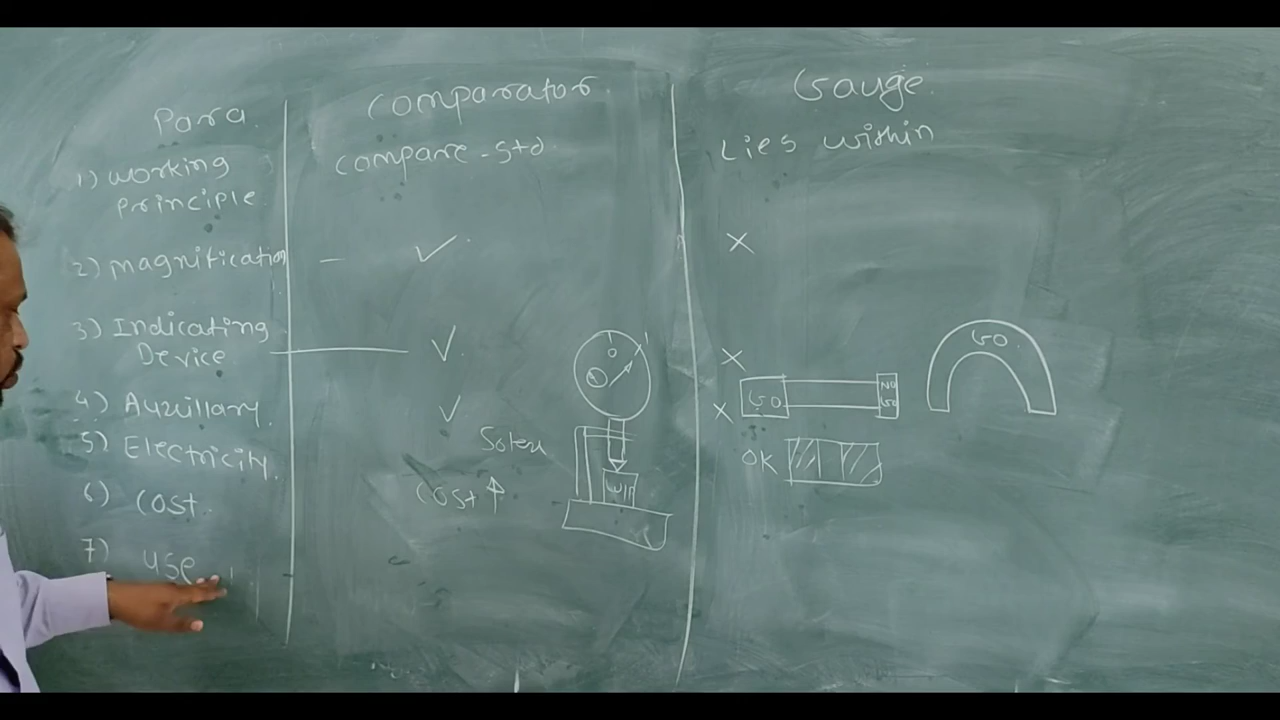 Para. Comparator Gauge.
1) Working principle compare - std Lies within
2) Magnification - ✓ ×
3) Indicating Device ✓ ×
4) Auxillary ✓ ×
5) Electricity.
6) Cost. Cost ↑
7) use
0
W/P
GO
NO GO
GO
OK